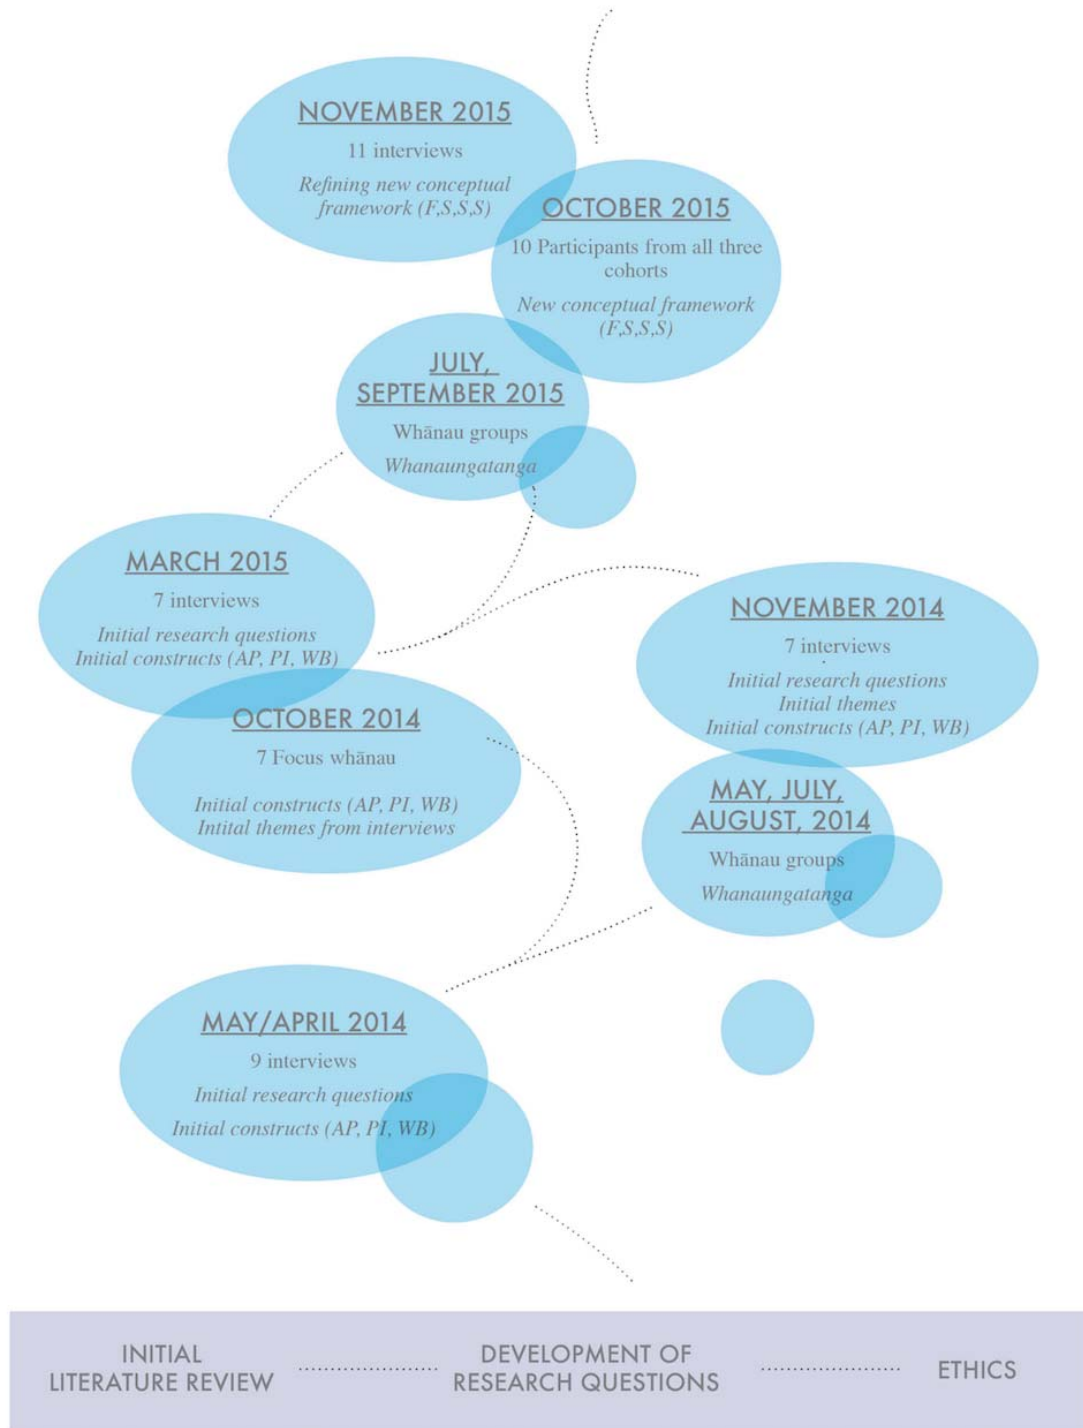 NOVEMBER 2015
11 interviews
Refining new conceptual
framework (F,S,S,S)
OCTOBER 2015
10 Participants from all three
cohorts
New conceptual framework
(F,S,S,S)
JULY,
SEPTEMBER 2015
Whānau groups
Whanaungatanga
MARCH 2015
7 interviews
Initial research questions
Initial constructs (AP, PI, WB)
NOVEMBER 2014
7 interviews
Initial research questions
Initial themes
Initial constructs (AP, PI, WB)
OCTOBER 2014
7 Focus whānau
Initial constructs (AP, PI, WB)
Intital themes from interviews
MAY, JULY,
AUGUST, 2014
Whānau groups
Whanaungatanga
MAY/APRIL 2014
9 interviews
Initial research questions
Initial constructs (AP, PI, WB)
INITIAL
LITERATURE REVIEW
DEVELOPMENT OF
RESEARCH QUESTIONS
ETHICS